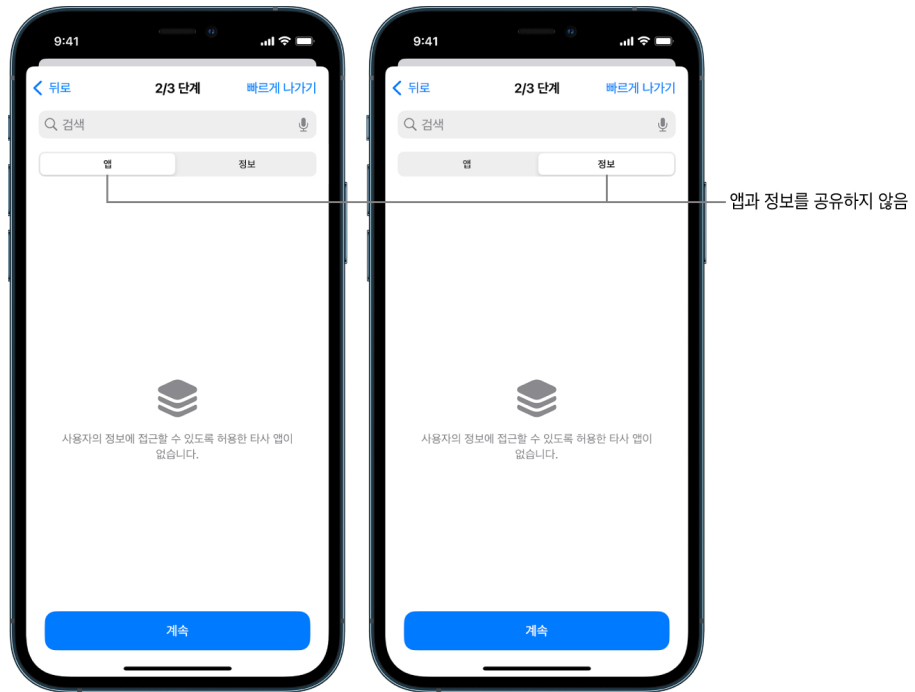 9:41
뒤로
2/3 단계
빠르게 나가기
검색
앱
정보
사용자의 정보에 접근할 수 있도록 허용한 타사 앱이
없습니다.
계속
9:41
뒤로
2/3 단계
빠르게 나가기
검색
앱
정보
사용자의 정보에 접근할 수 있도록 허용한 타사 앱이
없습니다.
계속
앱과 정보를 공유하지 않음